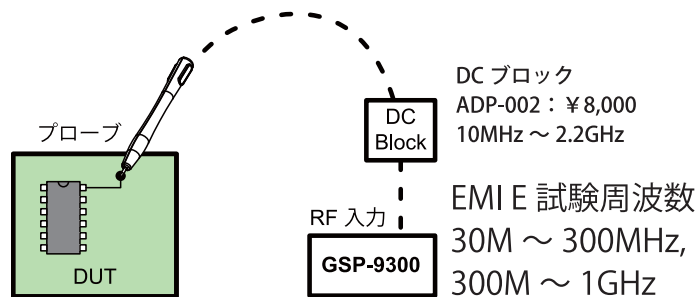 DC ブロック
ADP-002：￥8,000
10MHz ～ 2.2GHz
DC
Block
プローブ
EMI E 試験周波数
30M ～ 300MHz,
300M ～ 1GHz
RF 入力
GSP-9300
DUT